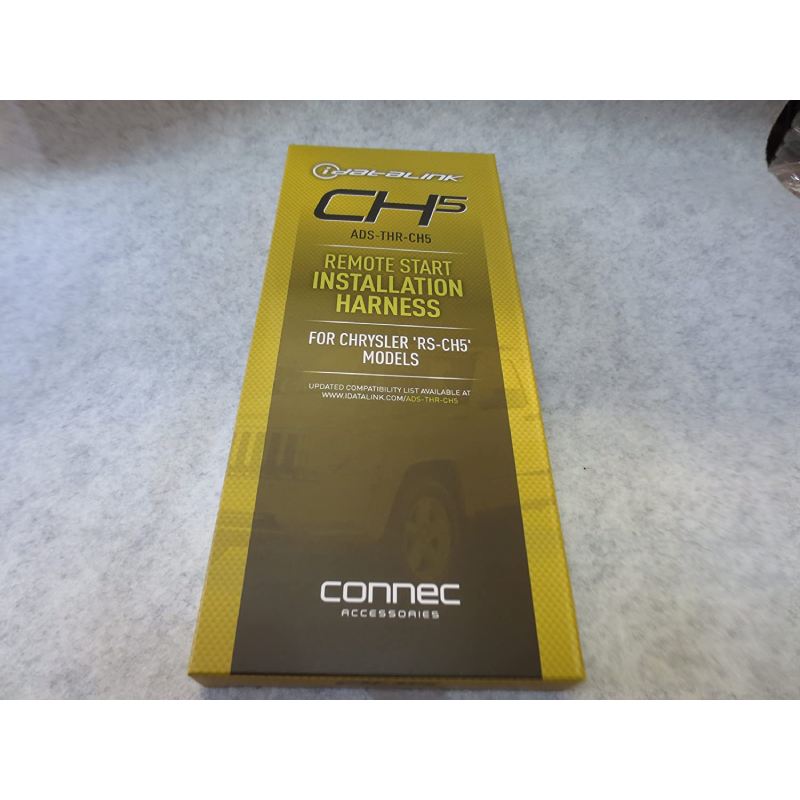 iDATALINK
CH5
ADS-THR-CH5
REMOTE START
INSTALLATION
HARNESS
FOR CHRYSLER 'RS-CH5'
MODELS
UPDATED COMPATIBILITY LIST AVAILABLE AT
WWW.IDATALINK.COM/ADS-THR-CH5
connec
ACCESSORIES